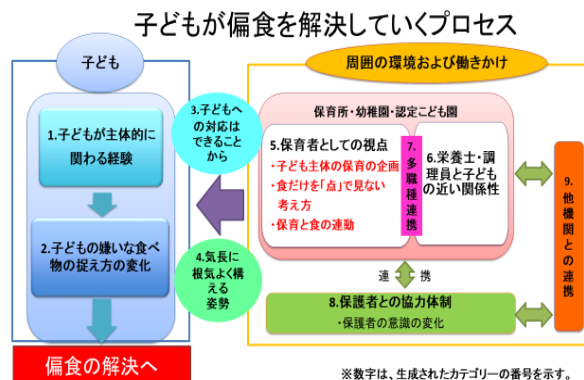 子どもが偏食を解決していくプロセス
子ども
周囲の環境および働きかけ
1.子どもが主体的に
関わる経験
2.子どもの嫌いな食べ
物の捉え方の変化
偏食の解決へ
3.子どもへ
の対応は
できること
から
4.気長に
根気よく構
える
姿勢
保育所・幼稚園・認定こども園
5.保育者としての視点
・子ども主体の保育の企画
・食だけを「点」で見ない
考え方
・保育と食の連動
7.多職種連携
6.栄養士・調
理員と子ども
の近い関係性
連 携
8.保護者との協力体制
・保護者の意識の変化
9.他機関との連携
※数字は、生成されたカテゴリーの番号を示す。